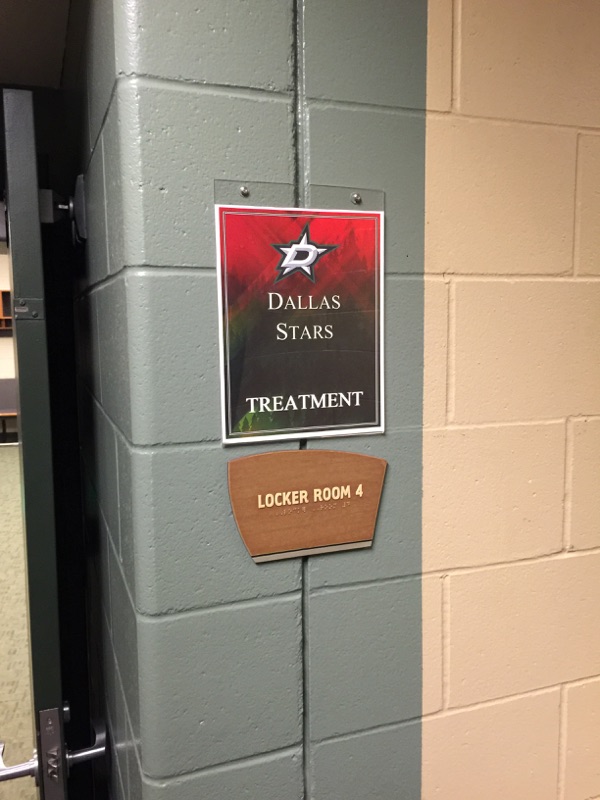 D
DALLAS
STARS
TREATMENT
LOCKER ROOM 4